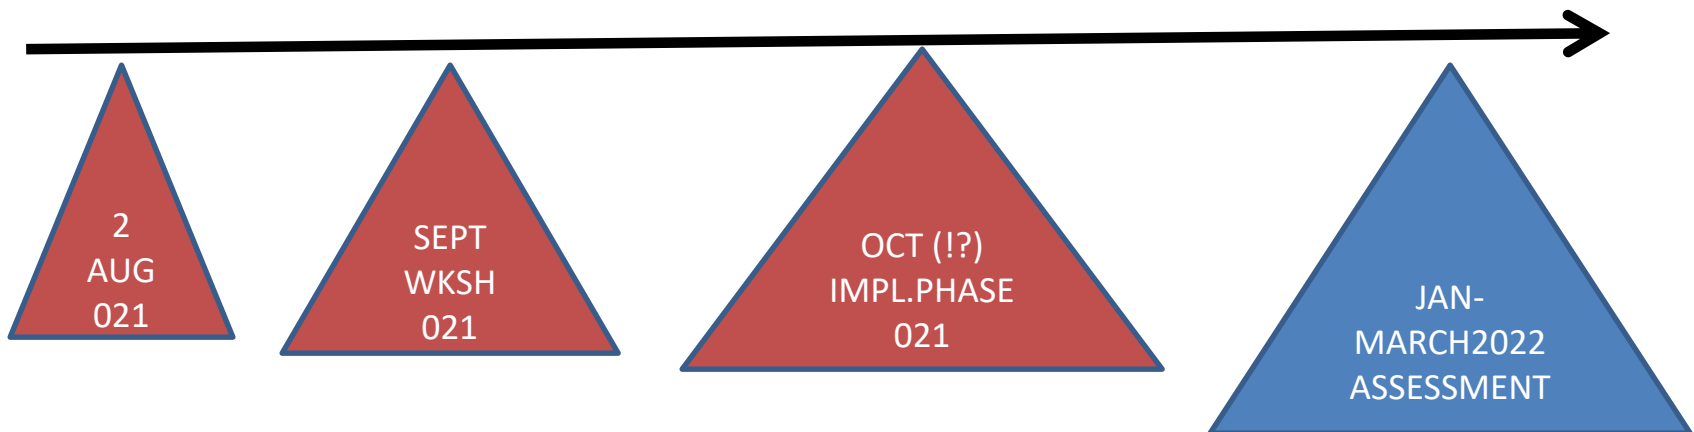 2
AUG
021
SEPT
WKSH
021
OCT (!?)
IMPL.PHASE
021
JAN-
MARCH2022
ASSESSMENT